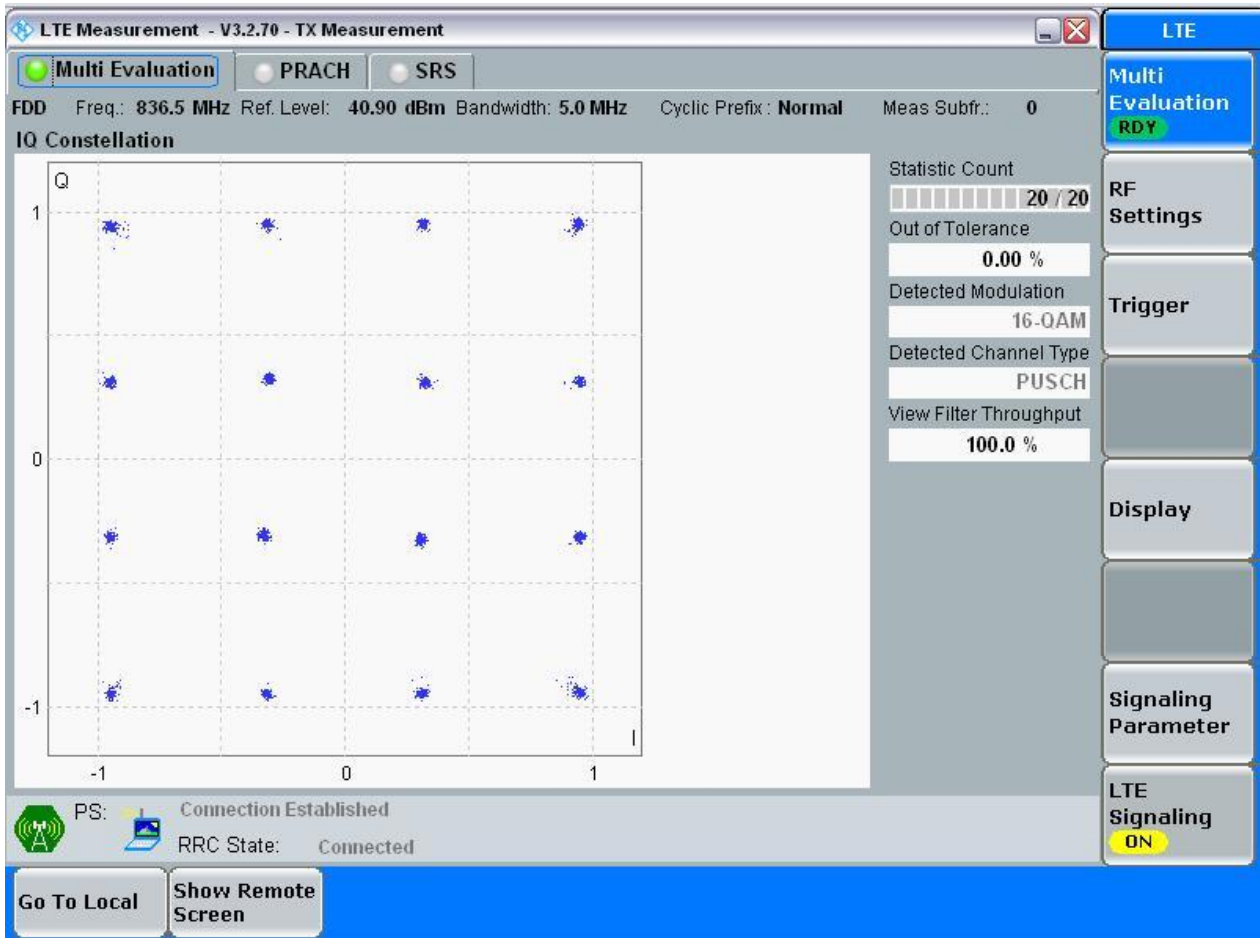 LTE Measurement - V3.2.70 - TX Measurement
LTE
Multi Evaluation PRACH SRS
FDD Freq.: 836.5 MHz Ref. Level: 40.90 dBm Bandwidth: 5.0 MHz Cyclic Prefix : Normal Meas Subfr.: 0
IQ Constellation
Q
1
0
-1
-1 0 1
I
Statistic Count
20 / 20
Out of Tolerance
0.00 %
Detected Modulation
16-QAM
Detected Channel Type
PUSCH
View Filter Throughput
100.0 %
Multi
Evaluation
RDY
RF
Settings
Trigger
Display
Signaling
Parameter
LTE
Signaling
ON
PS: Connection Established
RRC State: Connected
Go To Local
Show Remote
Screen